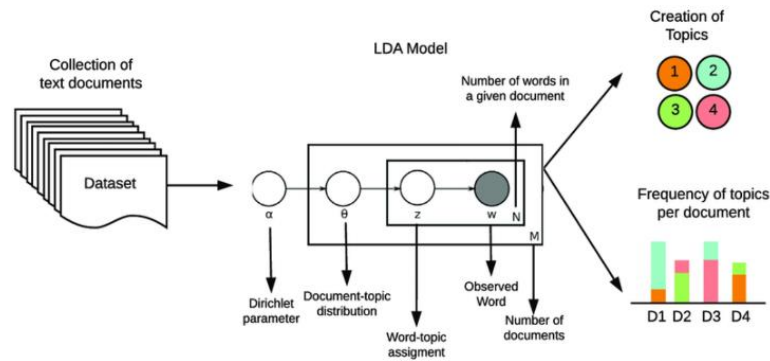 Collection of
text documents
Dataset
LDA Model
Number of words in
a given document
α
θ
z
w
N
M
Dirichlet
parameter
Document-topic
distribution
Word-topic
assigment
Observed
Word
Number of
documents
Creation of
Topics
1
2
3
4
Frequency of topics
per document
D1 D2 D3 D4